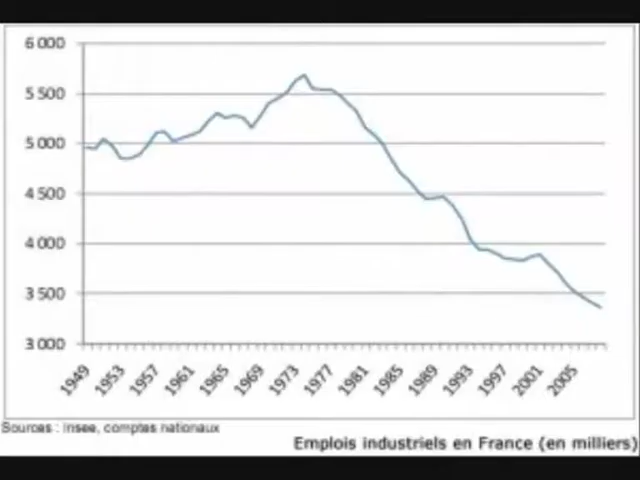 6 000
5 500
5 000
4 500
4 000
3 500
3 000
1949 1953 1957 1961 1965 1969 1973 1977 1981 1985 1989 1993 1997 2001 2005
Sources : Insee, comptes nationaux
Emplois industriels en France (en milliers)